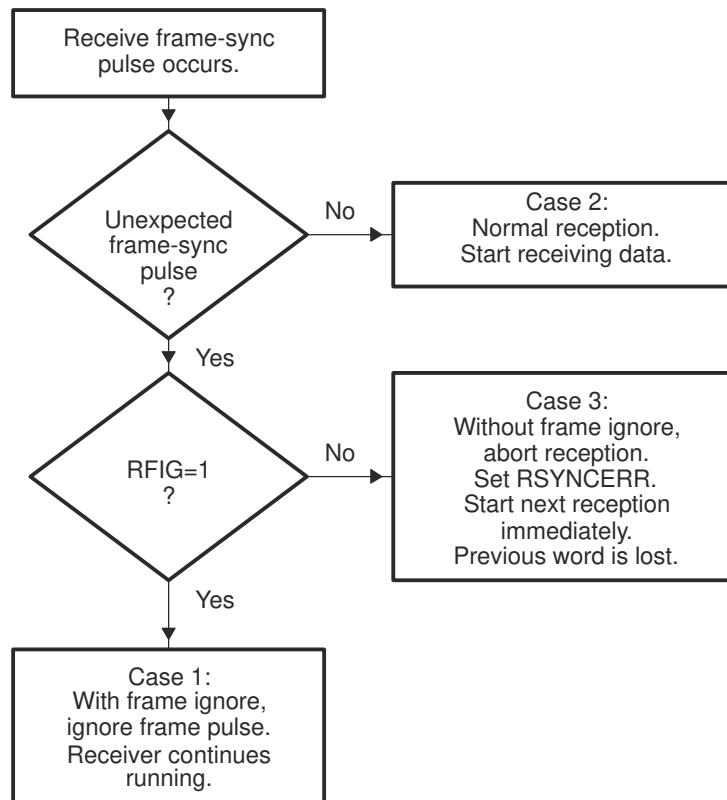 Receive frame-sync
pulse occurs.
Unexpected
frame-sync
pulse
?
No
Case 2:
Normal reception.
Start receiving data.
Yes
RFIG=1
?
No
Case 3:
Without frame ignore,
abort reception.
Set RSYNCERR.
Start next reception
immediately.
Previous word is lost.
Yes
Case 1:
With frame ignore,
ignore frame pulse.
Receiver continues
running.